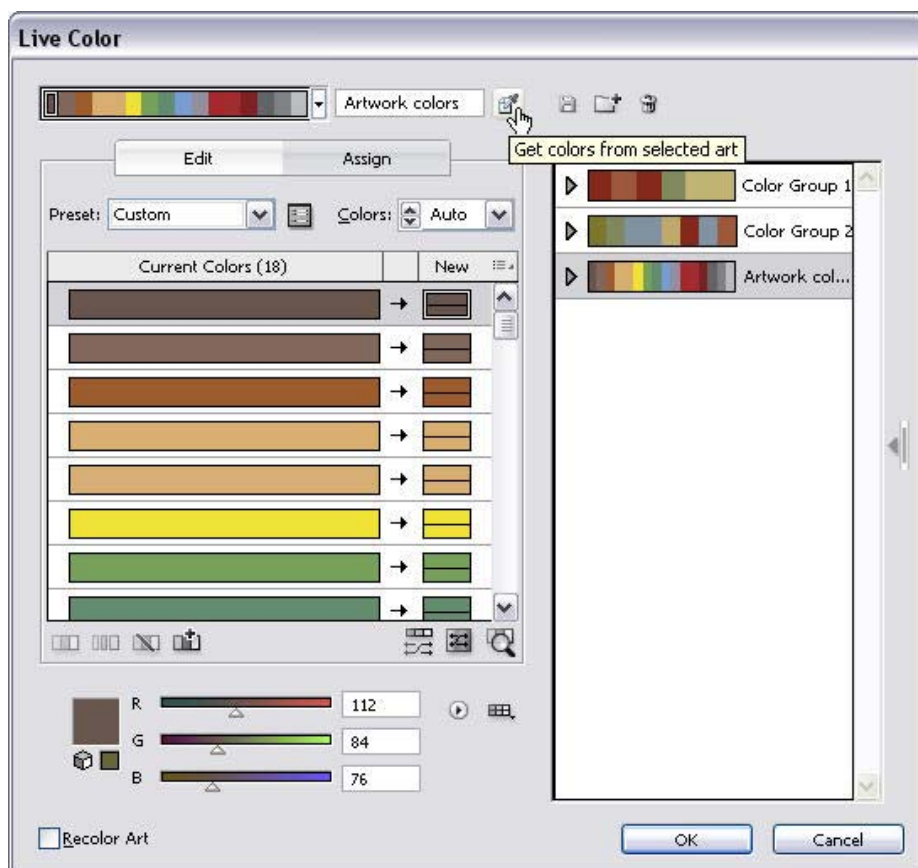 Live Color
Artwork colors
Get colors from selected art
Edit Assign
Color Group 1
Preset: Custom Colors: Auto
Color Group 2
Current Colors (18) New
Artwork col...
R 112
G 84
B 76
Recolor Art
OK Cancel